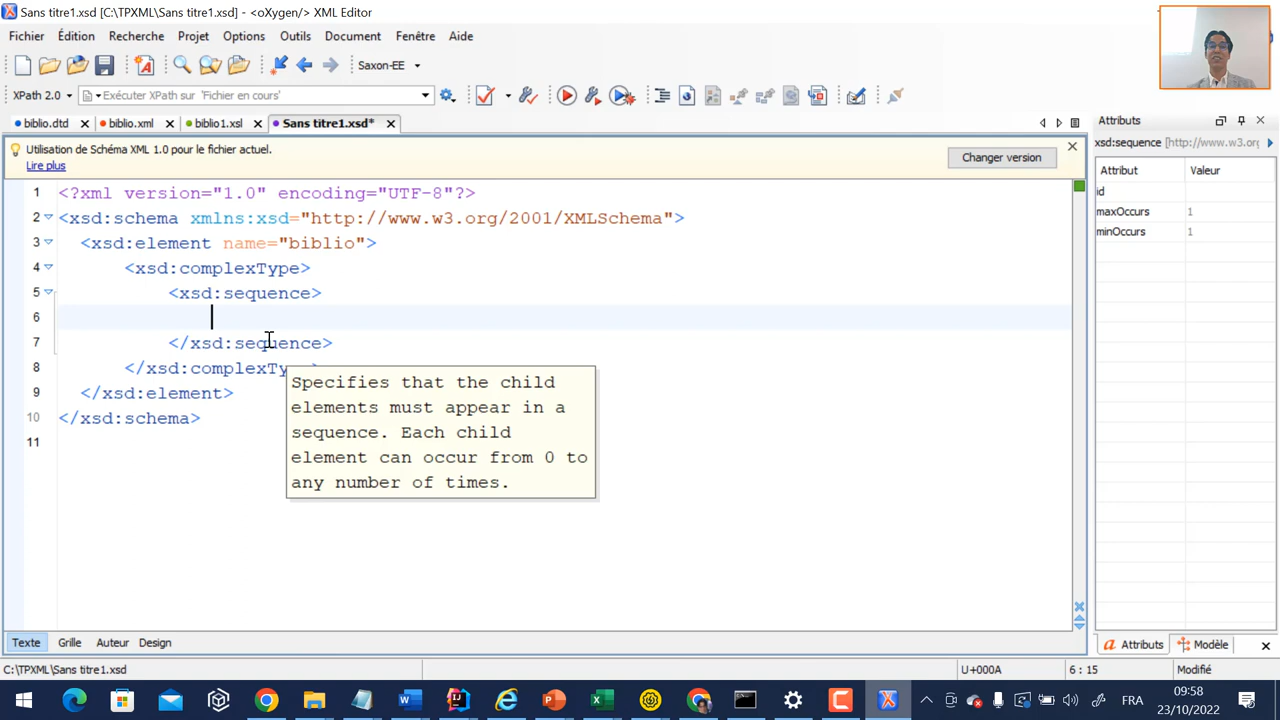 Sans titre1.xsd [C:\TPXML\Sans titre1.xsd] - <oXygen/> XML Editor
Fichier Édition Recherche Projet Options Outils Document Fenêtre Aide
Saxon-EE
XPath 2.0 Exécuter XPath sur 'Fichier en cours'
biblio.dtd biblio.xml biblio1.xsl Sans titre1.xsd*
Utilisation de Schéma XML 1.0 pour le fichier actuel.
Lire plus
Changer version
1 <?xml version="1.0" encoding="UTF-8"?>
2 <xsd:schema xmlns:xsd="http://www.w3.org/2001/XMLSchema">
3 <xsd:element name="biblio">
4 <xsd:complexType>
5 <xsd:sequence>
6
7 </xsd:sequence>
8 </xsd:complexTy
9 </xsd:element>
10 </xsd:schema>
11
Specifies that the child
elements must appear in a
sequence. Each child
element can occur from 0 to
any number of times.
Attributs
xsd:sequence [http://www.w3.org
Attribut Valeur
id
maxOccurs 1
minOccurs 1
Texte Grille Auteur Design
Attributs Modèle
C:\TPXML\Sans titre1.xsd U+000A 6 : 15 Modifié
FRA
09:58
23/10/2022